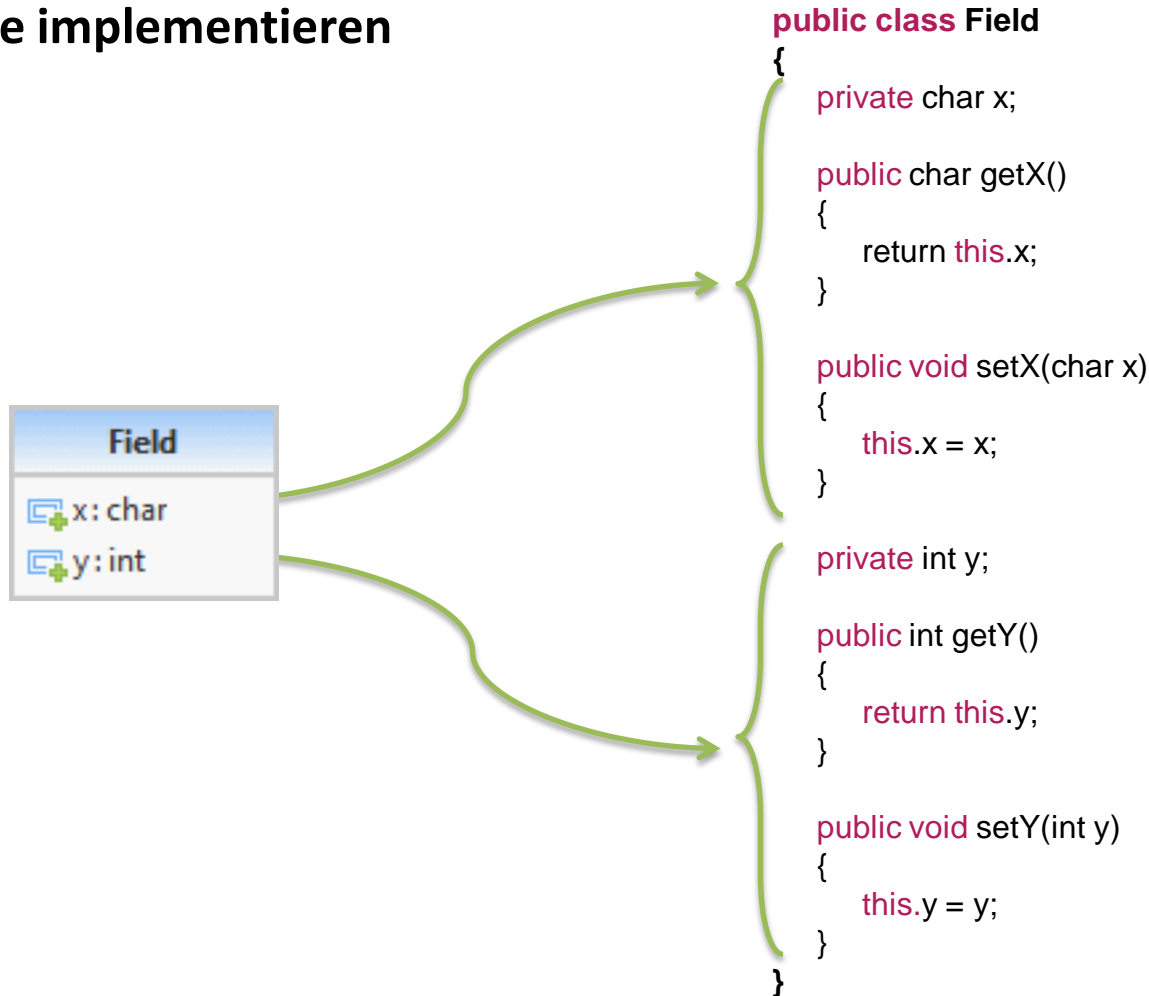 e implementieren
Field
x : char
y : int
public class Field
{
private char x;
public char getX()
{
return this.x;
}
public void setX(char x)
{
this.x = x;
}
private int y;
public int getY()
{
return this.y;
}
public void setY(int y)
{
this.y = y;
}
}